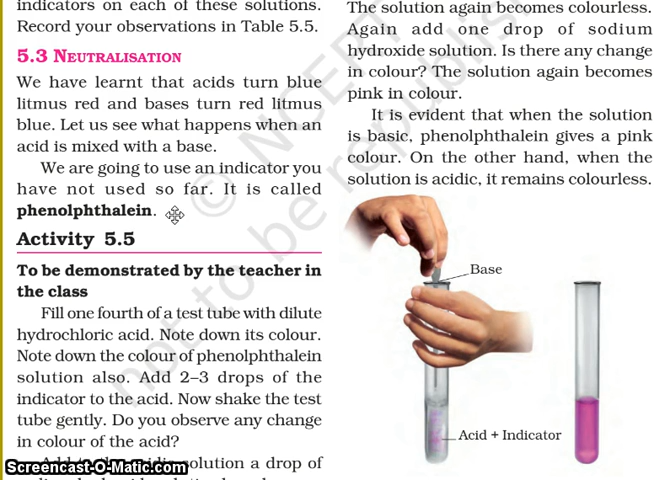 indicators on each of these solutions.
Record your observations in Table 5.5.
5.3 NEUTRALISATION
We have learnt that acids turn blue
litmus red and bases turn red litmus
blue. Let us see what happens when an
acid is mixed with a base.
We are going to use an indicator you
have not used so far. It is called
phenolphthalein.
Activity 5.5
To be demonstrated by the teacher in
the class
Fill one fourth of a test tube with dilute
hydrochloric acid. Note down its colour.
Note down the colour of phenolphthalein
solution also. Add 2–3 drops of the
indicator to the acid. Now shake the test
tube gently. Do you observe any change
in colour of the acid?
solution a drop of
The solution again becomes colourless.
Again add one drop of sodium
hydroxide solution. Is there any change
in colour? The solution again becomes
pink in colour.
It is evident that when the solution
is basic, phenolphthalein gives a pink
colour. On the other hand, when the
solution is acidic, it remains colourless.
Base
Acid + Indicator
© NCERT
not to be republished
Screencast-O-Matic.com